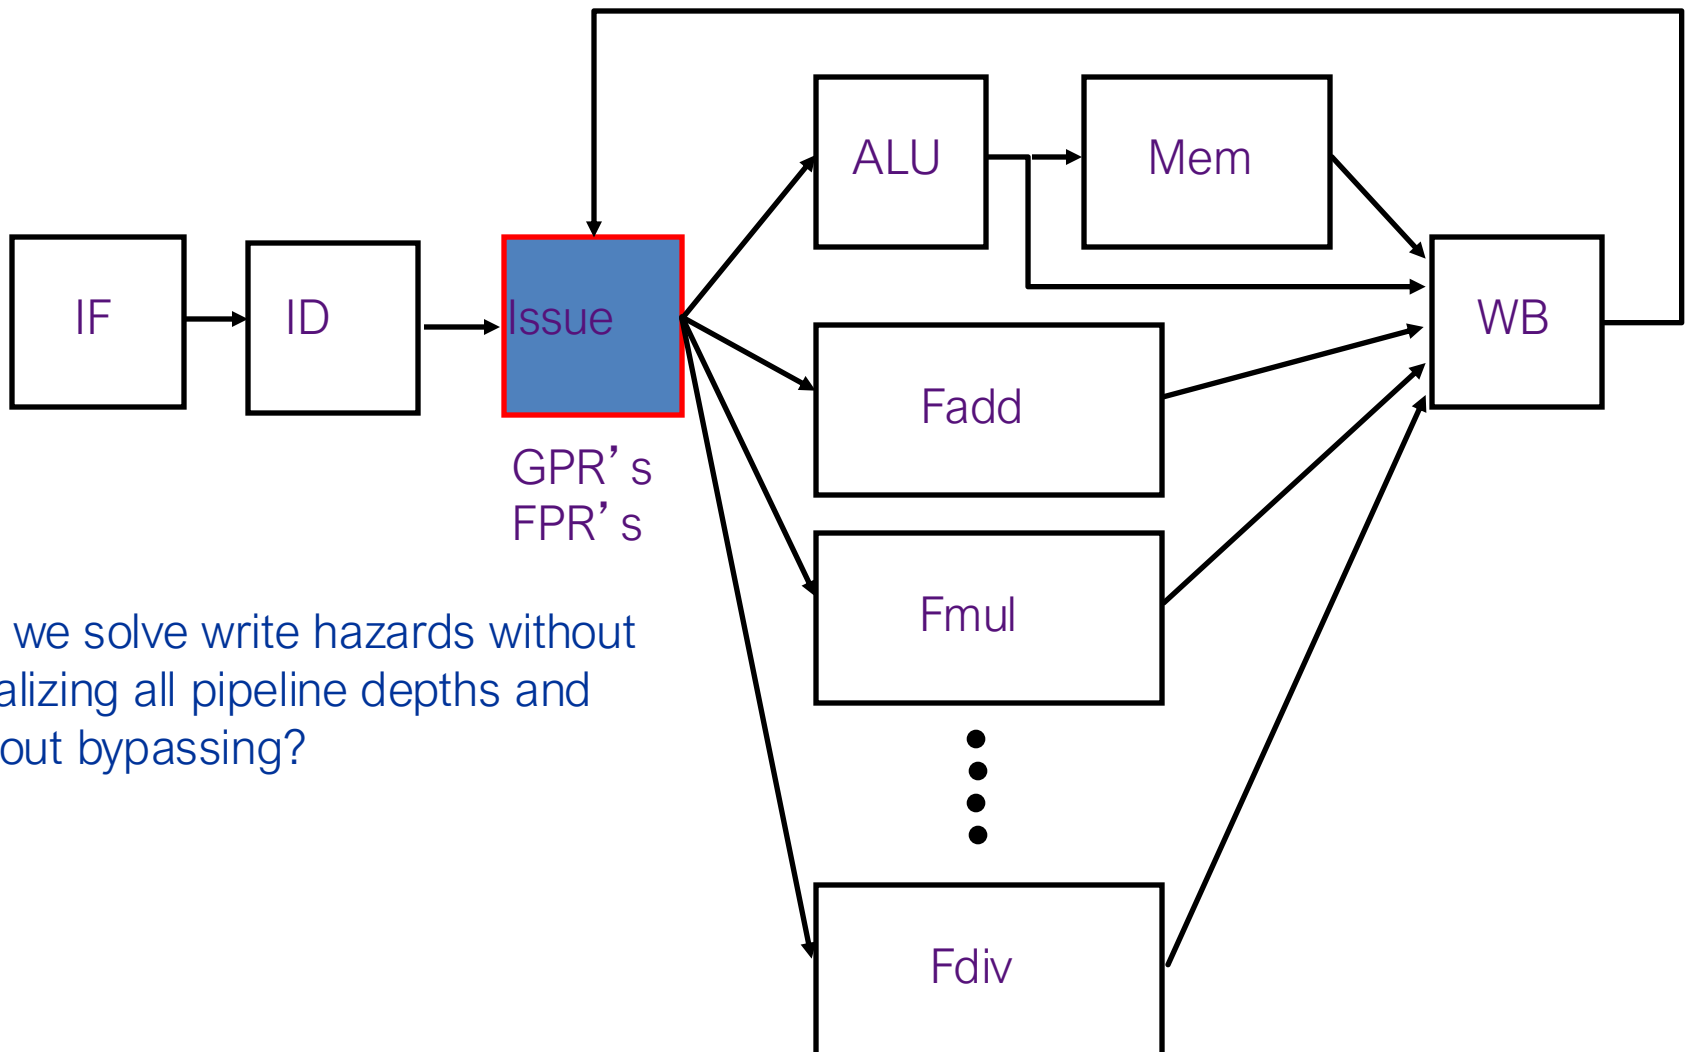 ALU
Mem
IF
ID
Issue
WB
Fadd
GPR’s
FPR’s
Fmul
we solve write hazards without
alizing all pipeline depths and
out bypassing?
Fdiv